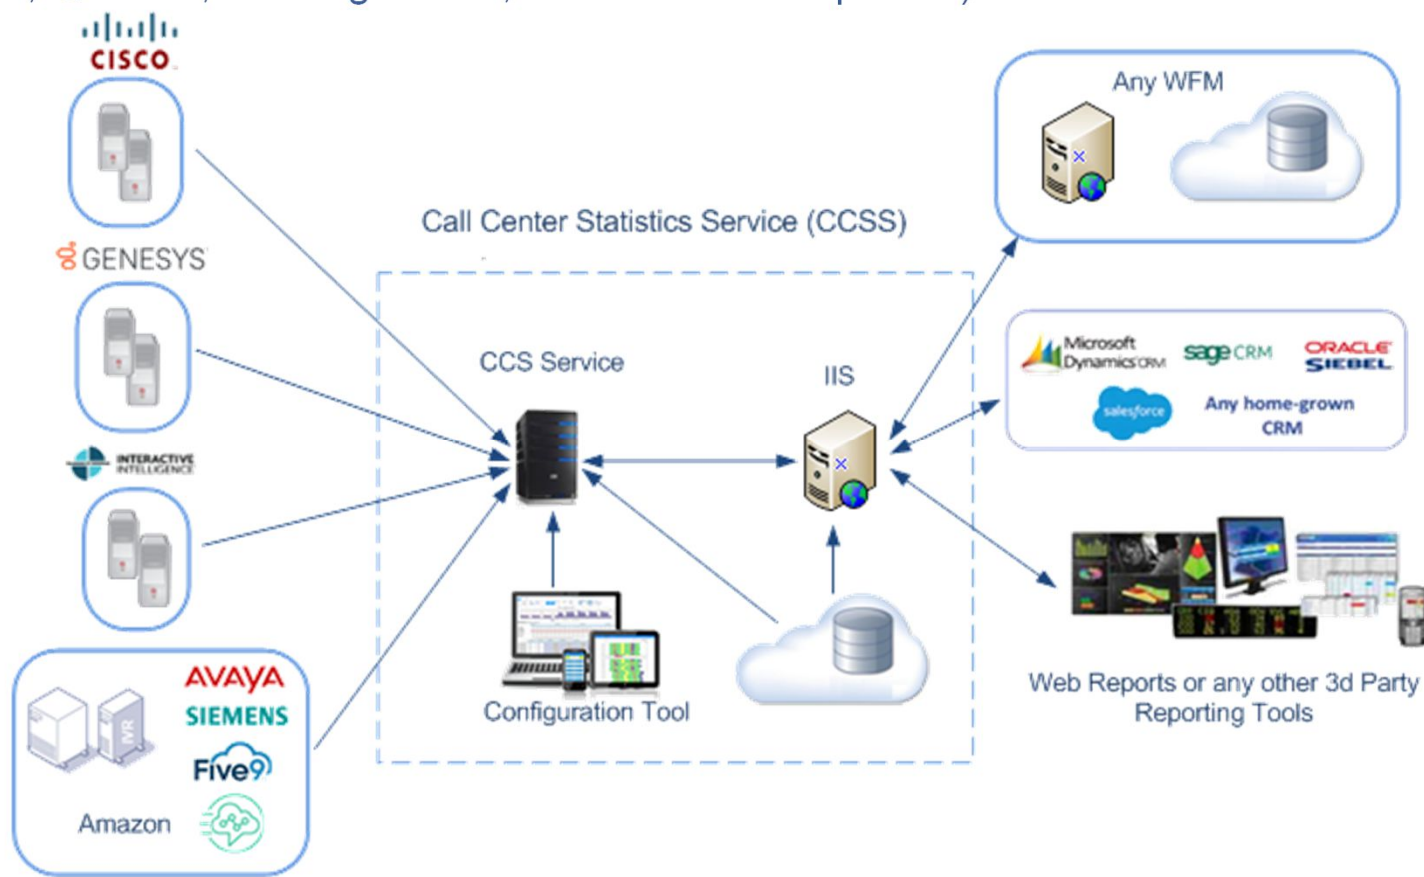 CISCO
GENESYS
INTERACTIVE
INTELLIGENCE
AVAYA
SIEMENS
IVR
Five9
Amazon
Call Center Statistics Service (CCSS)
CCS Service
IIS
Configuration Tool
Any WFM
Microsoft
Dynamics CRM
sage CRM
ORACLE
SIEBEL
salesforce
Any home-grown
CRM
Web Reports or any other 3d Party
Reporting Tools